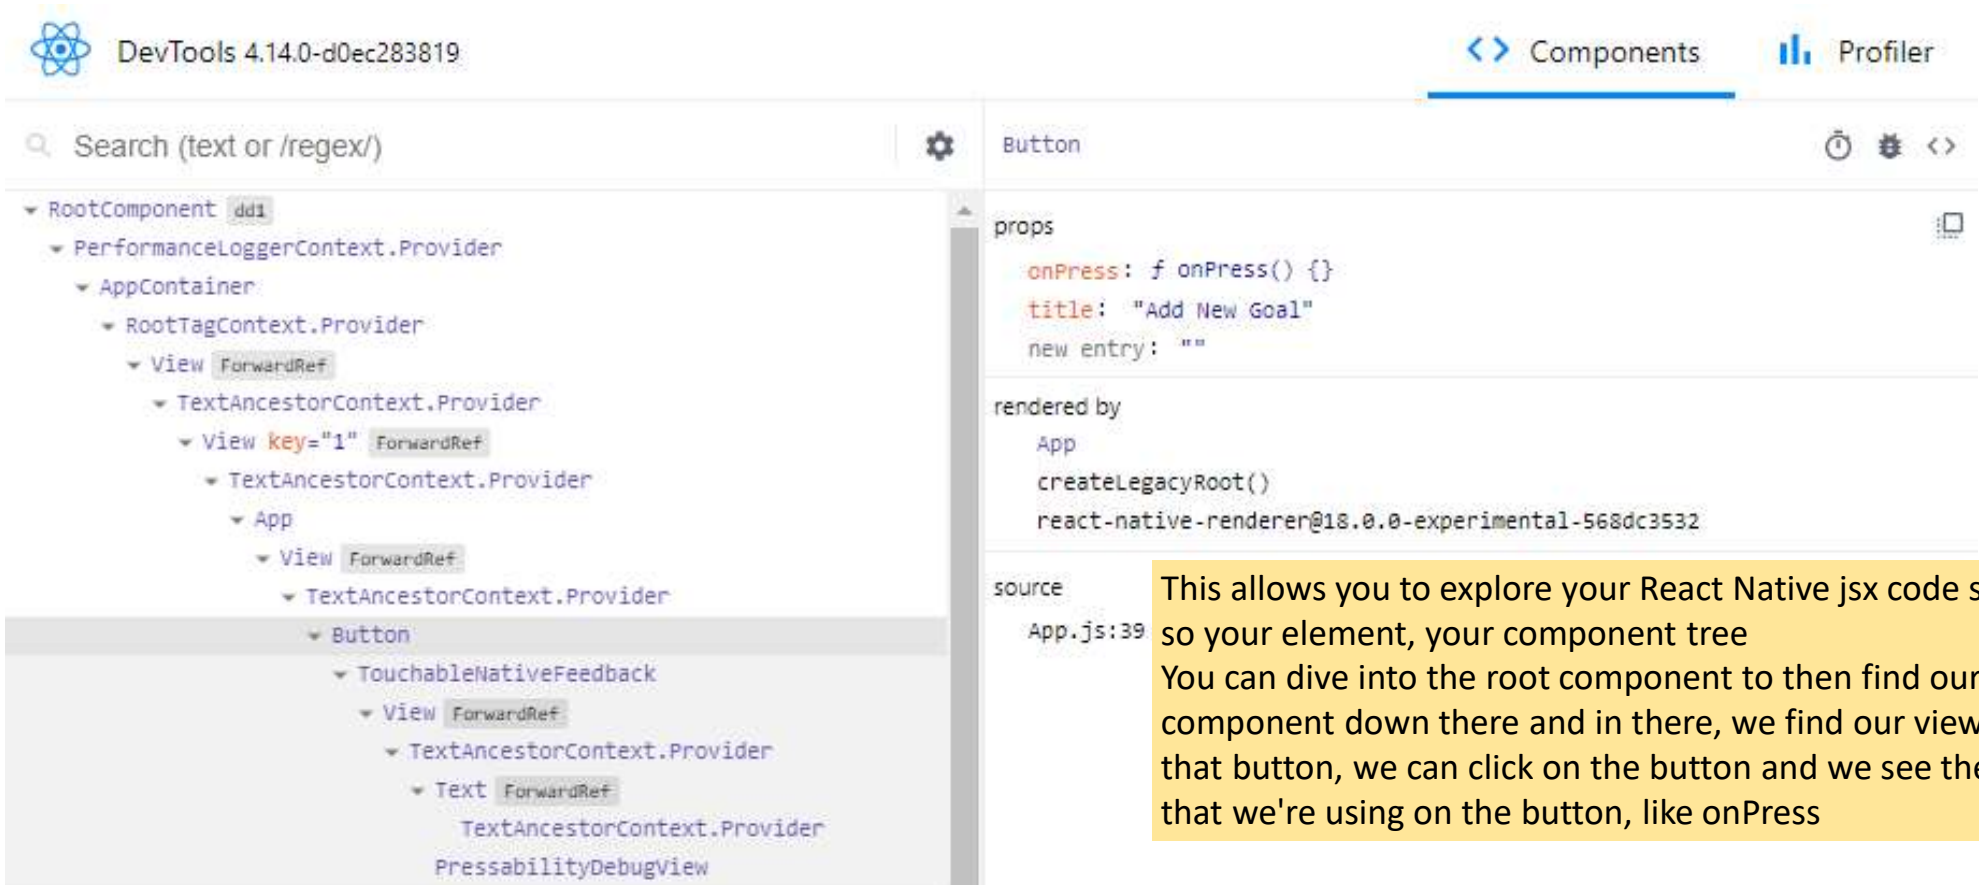 DevTools 4.14.0-d0ec283819
Components
Profiler
Search (text or /regex/)
RootComponent dd1
PerformanceLoggerContext.Provider
AppContainer
RootTagContext.Provider
View ForwardRef
TextAncestorContext.Provider
View key="1" ForwardRef
TextAncestorContext.Provider
App
View ForwardRef
TextAncestorContext.Provider
Button
TouchableNativeFeedback
View ForwardRef
TextAncestorContext.Provider
Text ForwardRef
TextAncestorContext.Provider
PressabilityDebugView
Button
props
onPress: ƒ onPress() {}
title: "Add New Goal"
new entry: ""
rendered by
App
createLegacyRoot()
react-native-renderer@18.0.0-experimental-568dc3532
source
App.js:39
This allows you to explore your React Native jsx code
so your element, your component tree
You can dive into the root component to then find our
component down there and in there, we find our view
that button, we can click on the button and we see the
that we're using on the button, like onPress